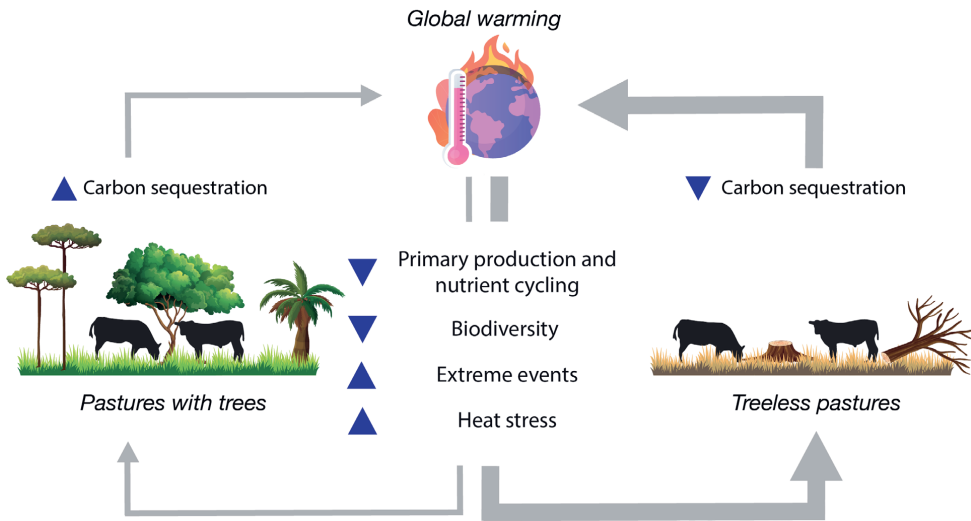 Global warming
Carbon sequestration
Carbon sequestration
Primary production and
nutrient cycling
Biodiversity
Extreme events
Heat stress
Pastures with trees
Treeless pastures